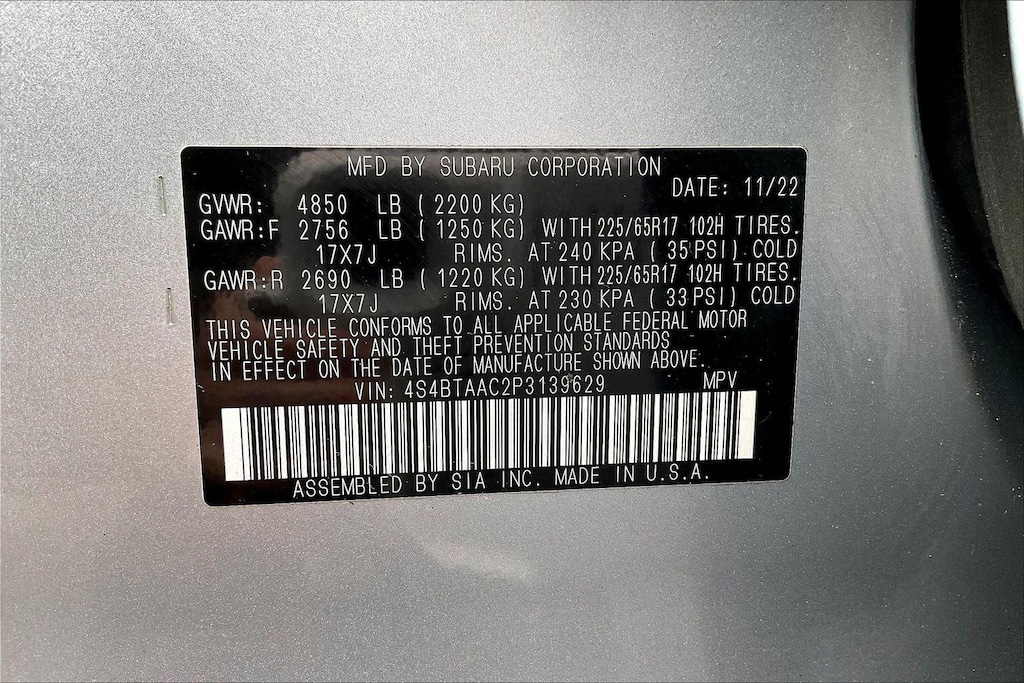 MFD BY SUBARU CORPORATION
DATE: 11/22
GVWR: 4850 LB ( 2200 KG)
GAWR:F 2756 LB ( 1250 KG) WITH 225/65R17 102H TIRES.
17X7J RIMS. AT 240 KPA ( 35 PSI) COLD
GAWR:R 2690 LB ( 1220 KG) WITH 225/65R17 102H TIRES.
17X7J RIMS. AT 230 KPA ( 33 PSI) COLD
THIS VEHICLE CONFORMS TO ALL APPLICABLE FEDERAL MOTOR
VEHICLE SAFETY AND THEFT PREVENTION STANDARDS
IN EFFECT ON THE DATE OF MANUFACTURE SHOWN ABOVE.
VIN: 4S4BTAAC2P3139629 MPV
ASSEMBLED BY SIA INC. MADE IN U.S.A.